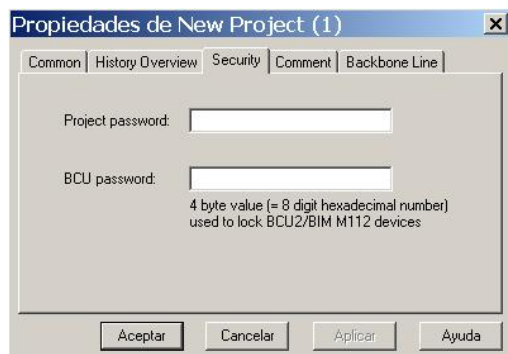 Propiedades de New Project (1)
Common History Overview Security Comment Backbone Line
Project password:
BCU password:
4 byte value (= 8 digit hexadecimal number)
used to lock BCU2/BIM M112 devices
Aceptar Cancelar Aplicar Ayuda